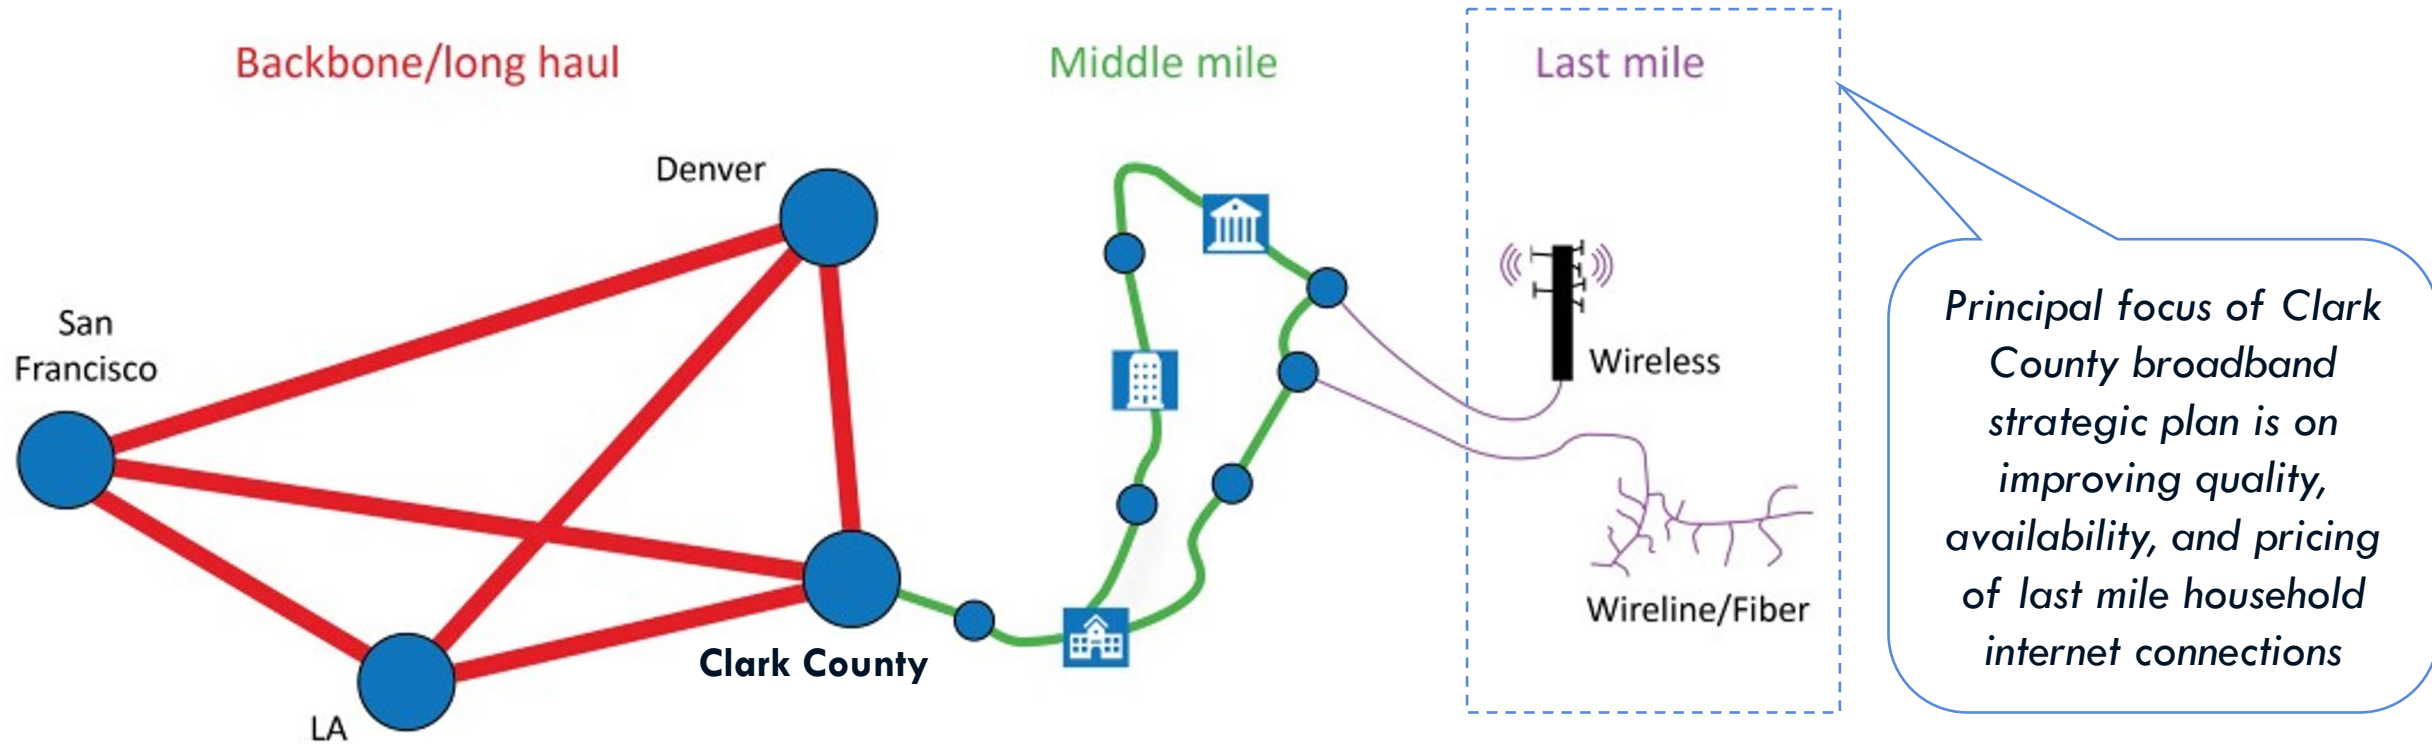 Backbone/long haul
Middle mile
Last mile
Denver
San
Francisco
Clark County
LA
Wireless
Wireline/Fiber
Principal focus of Clark
County broadband
strategic plan is on
improving quality,
availability, and pricing
of last mile household
internet connections